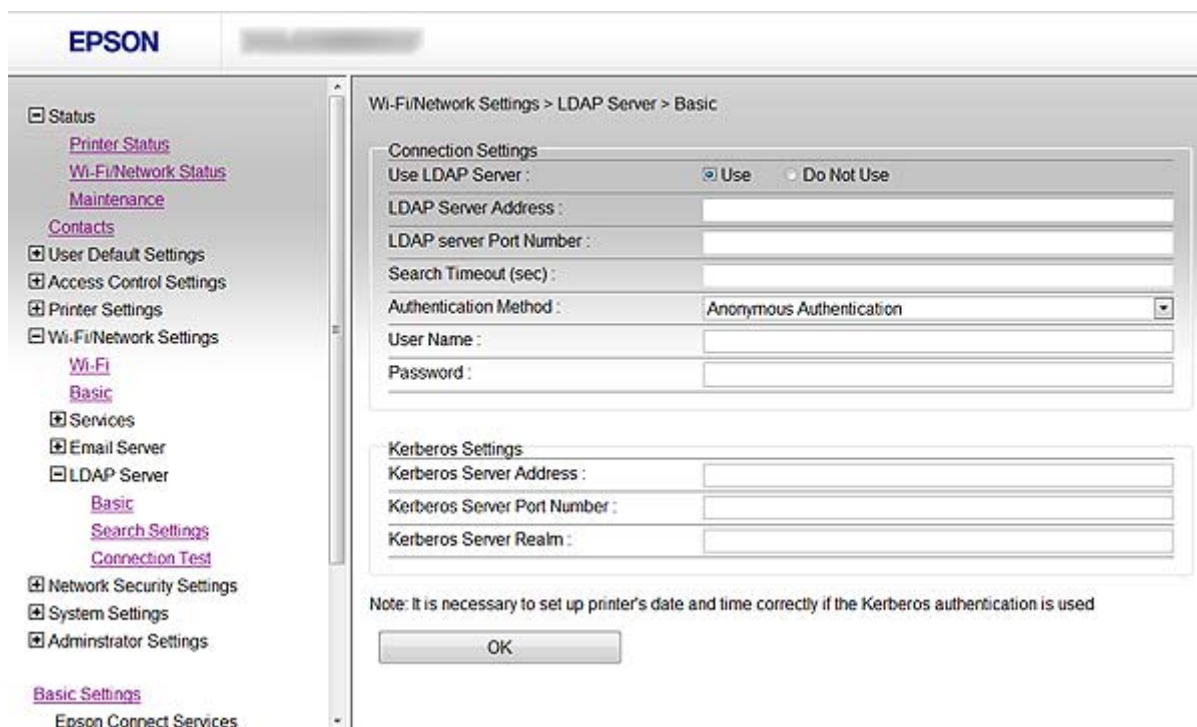 EPSON
Status
Printer Status
Wi-Fi/Network Status
Maintenance
Contacts
User Default Settings
Access Control Settings
Printer Settings
Wi-Fi/Network Settings
Wi-Fi
Basic
Services
Email Server
LDAP Server
Basic
Search Settings
Connection Test
Network Security Settings
System Settings
Adminstrator Settings
Basic Settings
Epson Connect Services
Wi-Fi/Network Settings > LDAP Server > Basic
Connection Settings
Use LDAP Server : Use Do Not Use
LDAP Server Address :
LDAP server Port Number :
Search Timeout (sec) :
Authentication Method : Anonymous Authentication
User Name :
Password :
Kerberos Settings
Kerberos Server Address :
Kerberos Server Port Number :
Kerberos Server Realm :
Note: It is necessary to set up printer's date and time correctly if the Kerberos authentication is used
OK